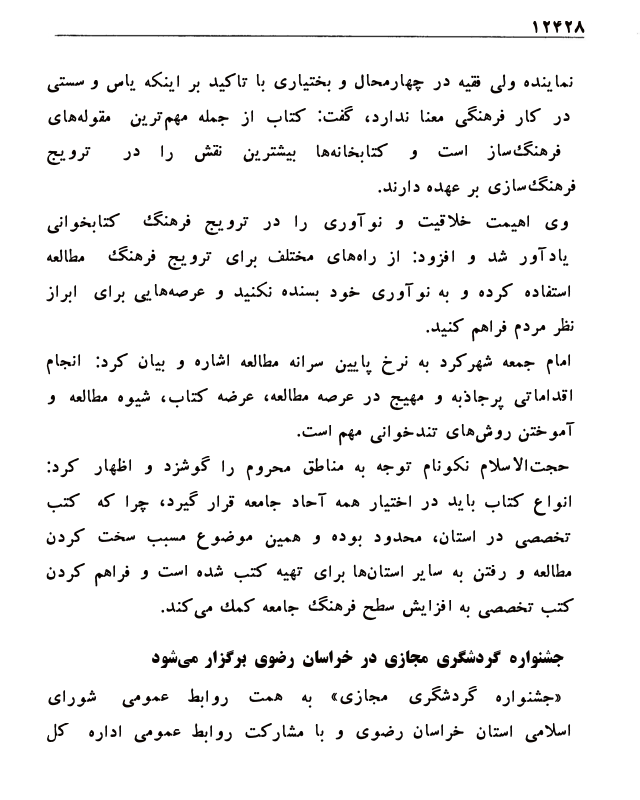 ۱۲۴۲۸
نماینده ولی فقیه در چهارمحال و بختیاری با تاکید بر اینکه یاس و سستی
در کار فرهنگی معنا ندارد، گفت: کتاب از جمله مهم‌ترین مقوله‌های
فرهنگ‌ساز است و کتابخانه‌ها بیشترین نقش را در ترویج
فرهنگ‌سازی بر عهده دارند.
وی اهیمت خلاقیت و نوآوری را در ترویج فرهنگ کتابخوانی
یادآور شد و افزود: از راه‌های مختلف برای ترویج فرهنگ مطالعه
استفاده کرده و به نوآوری خود بسنده نکنید و عرصه‌هایی برای ابراز
نظر مردم فراهم کنید.
امام جمعه شهرکرد به نرخ پایین سرانه مطالعه اشاره و بیان کرد: انجام
اقداماتی پرجاذبه و مهیج در عرصه مطالعه، عرضه کتاب، شیوه مطالعه و
آموختن روش‌های تندخوانی مهم است.
حجت‌الاسلام نکونام توجه به مناطق محروم را گوشزد و اظهار کرد:
انواع کتاب باید در اختیار همه آحاد جامعه قرار گیرد، چرا که کتب
تخصصی در استان، محدود بوده و همین موضوع مسبب سخت کردن
مطالعه و رفتن به سایر استان‌ها برای تهیه کتب شده است و فراهم کردن
کتب تخصصی به افزایش سطح فرهنگ جامعه کمک می‌کند.
جشنواره گردشگری مجازی در خراسان رضوی برگزار می‌شود
«جشنواره گردشگری مجازی» به همت روابط عمومی شورای
اسلامی استان خراسان رضوی و با مشارکت روابط عمومی اداره کل